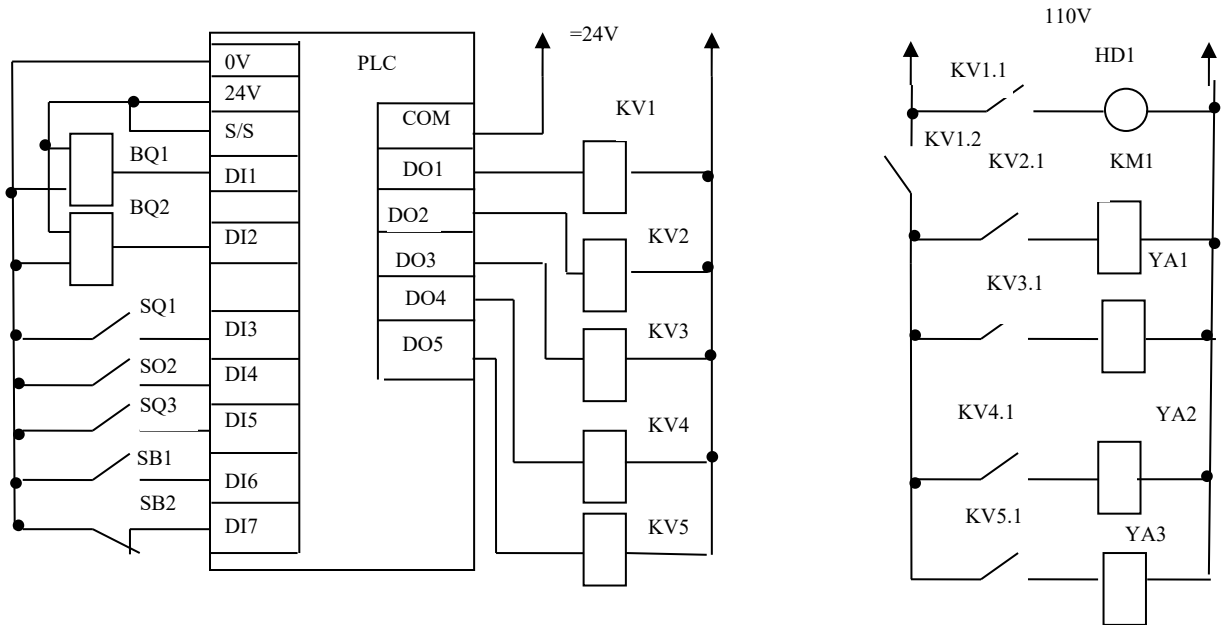 0V
24V
S/S
DI1
DI2
DI3
DI4
DI5
DI6
DI7
PLC
COM
DO1
DO2
DO3
DO4
DO5
BQ1
BQ2
SQ1
SO2
SQ3
SB1
SB2
=24V
KV1
KV2
KV3
KV4
KV5
110V
KV1.1
HD1
KV1.2
KV2.1
KM1
KV3.1
YA1
KV4.1
YA2
KV5.1
YA3